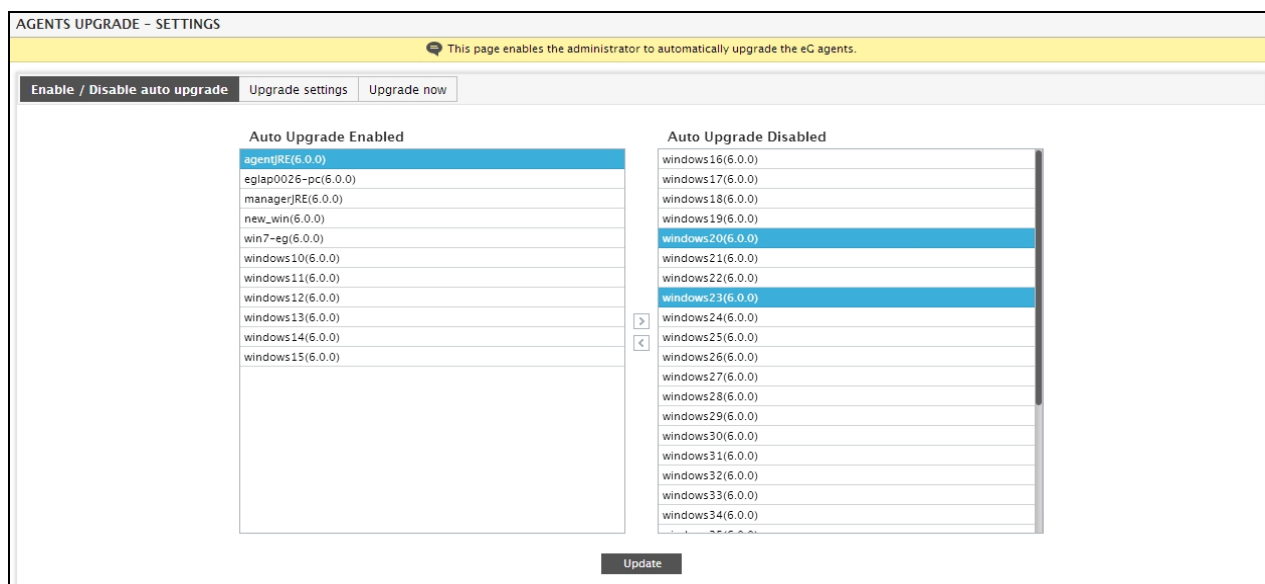 AGENTS UPGRADE - SETTINGS
This page enables the administrator to automatically upgrade the eG agents.
Enable / Disable auto upgrade Upgrade settings Upgrade now
Auto Upgrade Enabled
agentJRE(6.0.0)
eglap0026-pc(6.0.0)
managerJRE(6.0.0)
new_win(6.0.0)
win7-eg(6.0.0)
windows10(6.0.0)
windows11(6.0.0)
windows12(6.0.0)
windows13(6.0.0)
windows14(6.0.0)
windows15(6.0.0)
>
<
Auto Upgrade Disabled
windows16(6.0.0)
windows17(6.0.0)
windows18(6.0.0)
windows19(6.0.0)
windows20(6.0.0)
windows21(6.0.0)
windows22(6.0.0)
windows23(6.0.0)
windows24(6.0.0)
windows25(6.0.0)
windows26(6.0.0)
windows27(6.0.0)
windows28(6.0.0)
windows29(6.0.0)
windows30(6.0.0)
windows31(6.0.0)
windows32(6.0.0)
windows33(6.0.0)
windows34(6.0.0)
Update